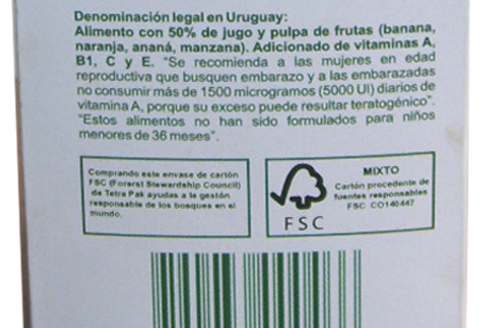 Denominación legal en Uruguay:
Alimento con 50% de jugo y pulpa de frutas (banana,
naranja, ananá, manzana). Adicionado de vitaminas A,
B1, C y E. "Se recomienda a las mujeres en edad
reproductiva que busquen embarazo y a las embarazadas
no consumir más de 1500 microgramos (5000 UI) diarios de
vitamina A, porque su exceso puede resultar teratogénico".
"Estos alimentos no han sido formulados para niños
menores de 36 meses".
Comprando este envase de cartón
FSC (Forerst Stewardship Council)
de Tetra Pak ayudas a la gestión
responsable de los bosques en el
mundo.
FSC
MIXTO
Cartón procedente de
fuentes responsables
FSC CO140447